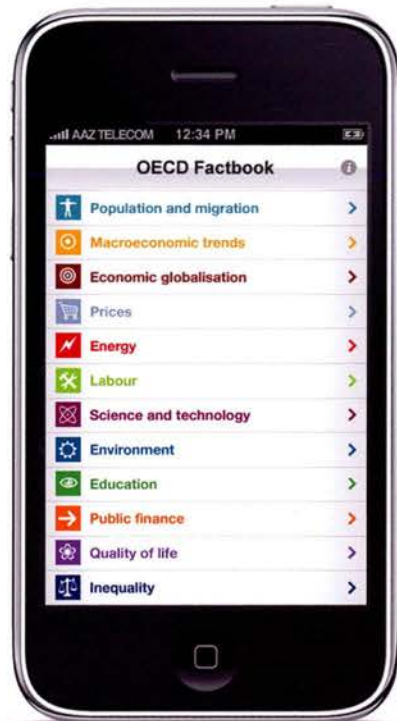 AAZ TELECOM 12:34 PM
OECD Factbook
Population and migration
Macroeconomic trends
Economic globalisation
Prices
Energy
Labour
Science and technology
Environment
Education
Public finance
Quality of life
Inequality